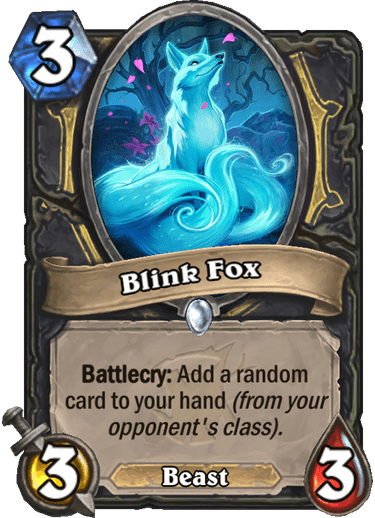 3
Blink Fox
Battlecry: Add a random
card to your hand (from your
opponent's class).
3
Beast
3